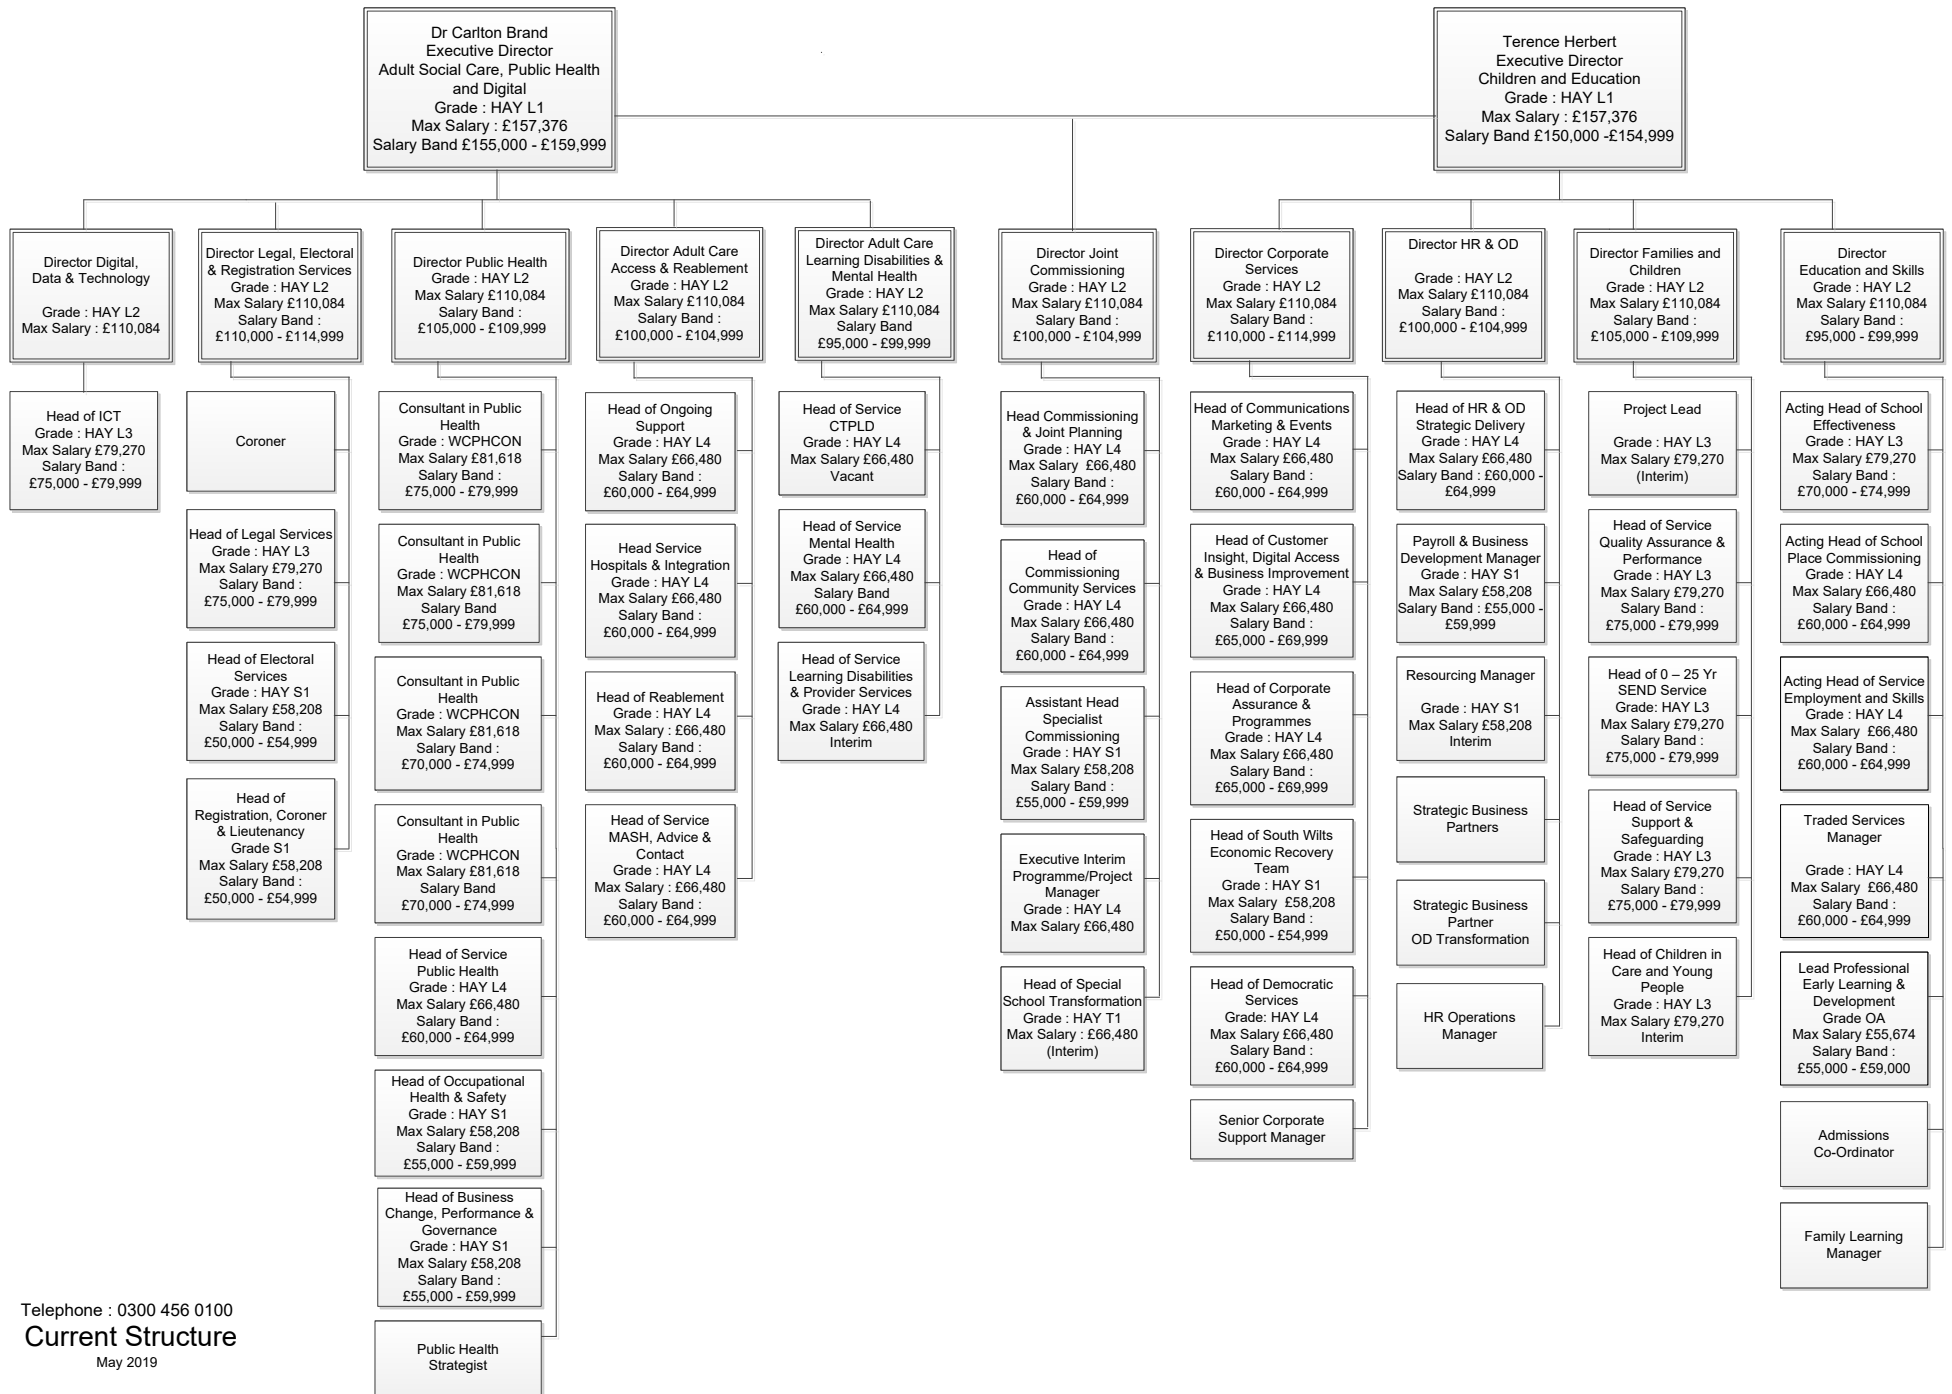 Dr Carlton Brand
Executive Director
Adult Social Care, Public Health
and Digital
Grade : HAY L1
Max Salary : £157,376
Salary Band £155,000 - £159,999
Terence Herbert
Executive Director
Children and Education
Grade : HAY L1
Max Salary : £157,376
Salary Band £150,000 -£154,999
Director Digital,
Data & Technology
Grade : HAY L2
Max Salary : £110,084
Director Legal, Electoral
& Registration Services
Grade : HAY L2
Max Salary £110,084
Salary Band :
£110,000 - £114,999
Director Public Health
Grade : HAY L2
Max Salary £110,084
Salary Band :
£105,000 - £109,999
Director Adult Care
Access & Reablement
Grade : HAY L2
Max Salary £110,084
Salary Band :
£100,000 - £104,999
Director Adult Care
Learning Disabilities &
Mental Health
Grade : HAY L2
Max Salary £110,084
Salary Band
£95,000 - £99,999
Director Joint
Commissioning
Grade : HAY L2
Max Salary £110,084
Salary Band :
£100,000 - £104,999
Director Corporate
Services
Grade : HAY L2
Max Salary £110,084
Salary Band :
£110,000 - £114,999
Director HR & OD
Grade : HAY L2
Max Salary £110,084
Salary Band :
£100,000 - £104,999
Director Families and
Children
Grade : HAY L2
Max Salary £110,084
Salary Band :
£105,000 - £109,999
Director
Education and Skills
Grade : HAY L2
Max Salary £110,084
Salary Band :
£95,000 - £99,999
Head of ICT
Grade : HAY L3
Max Salary £79,270
Salary Band :
£75,000 - £79,999
Coroner
Head of Legal Services
Grade : HAY L3
Max Salary £79,270
Salary Band :
£75,000 - £79,999
Head of Electoral
Services
Grade : HAY S1
Max Salary £58,208
Salary Band :
£50,000 - £54,999
Head of
Registration, Coroner
& Lieutenancy
Grade S1
Max Salary £58,208
Salary Band :
£50,000 - £54,999
Consultant in Public
Health
Grade : WCPHCON
Max Salary £81,618
Salary Band :
£75,000 - £79,999
Consultant in Public
Health
Grade : WCPHCON
Max Salary £81,618
Salary Band
£75,000 - £79,999
Consultant in Public
Health
Grade : WCPHCON
Max Salary £81,618
Salary Band :
£70,000 - £74,999
Consultant in Public
Health
Grade : WCPHCON
Max Salary £81,618
Salary Band
£70,000 - £74,999
Head of Service
Public Health
Grade : HAY L4
Max Salary £66,480
Salary Band :
£60,000 - £64,999
Head of Occupational
Health & Safety
Grade : HAY S1
Max Salary £58,208
Salary Band :
£55,000 - £59,999
Head of Business
Change, Performance &
Governance
Grade : HAY S1
Max Salary £58,208
Salary Band :
£55,000 - £59,999
Public Health
Strategist
Head of Ongoing
Support
Grade : HAY L4
Max Salary £66,480
Salary Band :
£60,000 - £64,999
Head Service
Hospitals & Integration
Grade : HAY L4
Max Salary £66,480
Salary Band :
£60,000 - £64,999
Head of Reablement
Grade : HAY L4
Max Salary : £66,480
Salary Band :
£60,000 - £64,999
Head of Service
MASH, Advice &
Contact
Grade : HAY L4
Max Salary : £66,480
Salary Band :
£60,000 - £64,999
Head of Service
CTPLD
Grade : HAY L4
Max Salary £66,480
Vacant
Head of Service
Mental Health
Grade : HAY L4
Max Salary £66,480
Salary Band
£60,000 - £64,999
Head of Service
Learning Disabilities
& Provider Services
Grade : HAY L4
Max Salary £66,480
Interim
Head Commissioning
& Joint Planning
Grade : HAY L4
Max Salary £66,480
Salary Band :
£60,000 - £64,999
Head of
Commissioning
Community Services
Grade : HAY L4
Max Salary £66,480
Salary Band :
£60,000 - £64,999
Assistant Head
Specialist
Commissioning
Grade : HAY S1
Max Salary £58,208
Salary Band :
£55,000 - £59,999
Executive Interim
Programme/Project
Manager
Grade : HAY L4
Max Salary £66,480
Head of Special
School Transformation
Grade : HAY T1
Max Salary : £66,480
(Interim)
Head of Communications
Marketing & Events
Grade : HAY L4
Max Salary £66,480
Salary Band :
£60,000 - £64,999
Head of Customer
Insight, Digital Access
& Business Improvement
Grade : HAY L4
Max Salary £66,480
Salary Band :
£65,000 - £69,999
Head of Corporate
Assurance &
Programmes
Grade : HAY L4
Max Salary £66,480
Salary Band :
£65,000 - £69,999
Head of South Wilts
Economic Recovery
Team
Grade : HAY S1
Max Salary £58,208
Salary Band :
£50,000 - £54,999
Head of Democratic
Services
Grade: HAY L4
Max Salary £66,480
Salary Band :
£60,000 - £64,999
Senior Corporate
Support Manager
Head of HR & OD
Strategic Delivery
Grade : HAY L4
Max Salary £66,480
Salary Band : £60,000 -
£64,999
Payroll & Business
Development Manager
Grade : HAY S1
Max Salary £58,208
Salary Band : £55,000 -
£59,999
Resourcing Manager
Grade : HAY S1
Max Salary £58,208
Interim
Strategic Business
Partners
Strategic Business
Partner
OD Transformation
HR Operations
Manager
Project Lead
Grade : HAY L3
Max Salary £79,270
(Interim)
Head of Service
Quality Assurance &
Performance
Grade : HAY L3
Max Salary £79,270
Salary Band :
£75,000 - £79,999
Head of 0 – 25 Yr
SEND Service
Grade: HAY L3
Max Salary £79,270
Salary Band :
£75,000 - £79,999
Head of Service
Support &
Safeguarding
Grade : HAY L3
Max Salary £79,270
Salary Band :
£75,000 - £79,999
Head of Children in
Care and Young
People
Grade : HAY L3
Max Salary £79,270
Interim
Acting Head of School
Effectiveness
Grade : HAY L3
Max Salary £79,270
Salary Band :
£70,000 - £74,999
Acting Head of School
Place Commissioning
Grade : HAY L4
Max Salary £66,480
Salary Band :
£60,000 - £64,999
Acting Head of Service
Employment and Skills
Grade : HAY L4
Max Salary £66,480
Salary Band :
£60,000 - £64,999
Traded Services
Manager
Grade : HAY L4
Max Salary £66,480
Salary Band :
£60,000 - £64,999
Lead Professional
Early Learning &
Development
Grade OA
Max Salary £55,674
Salary Band :
£55,000 - £59,000
Admissions
Co-Ordinator
Family Learning
Manager
Telephone : 0300 456 0100
Current Structure
May 2019